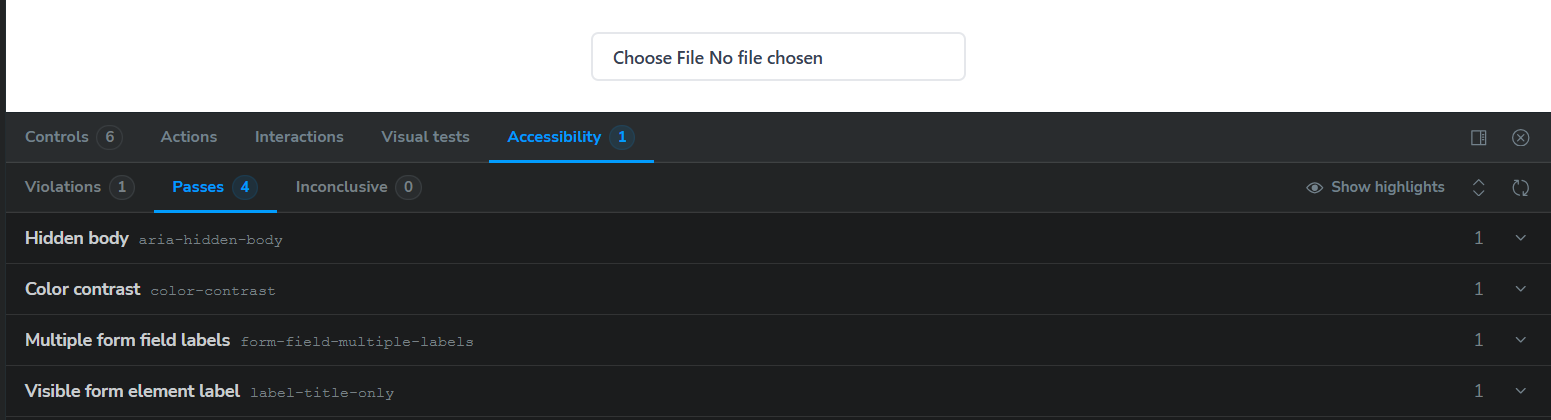 Choose File No file chosen
Controls 6 Actions Interactions Visual tests Accessibility 1
Violations 1 Passes 4 Inconclusive 0 Show highlights
Hidden body aria-hidden-body 1
Color contrast color-contrast 1
Multiple form field labels form-field-multiple-labels 1
Visible form element label label-title-only 1